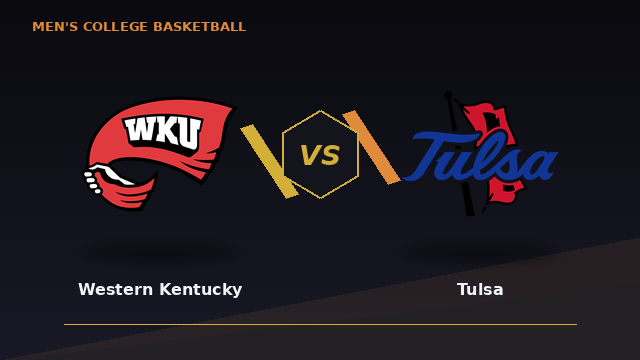 MEN'S COLLEGE BASKETBALL
WKU
VS
Tulsa
Western Kentucky
Tulsa